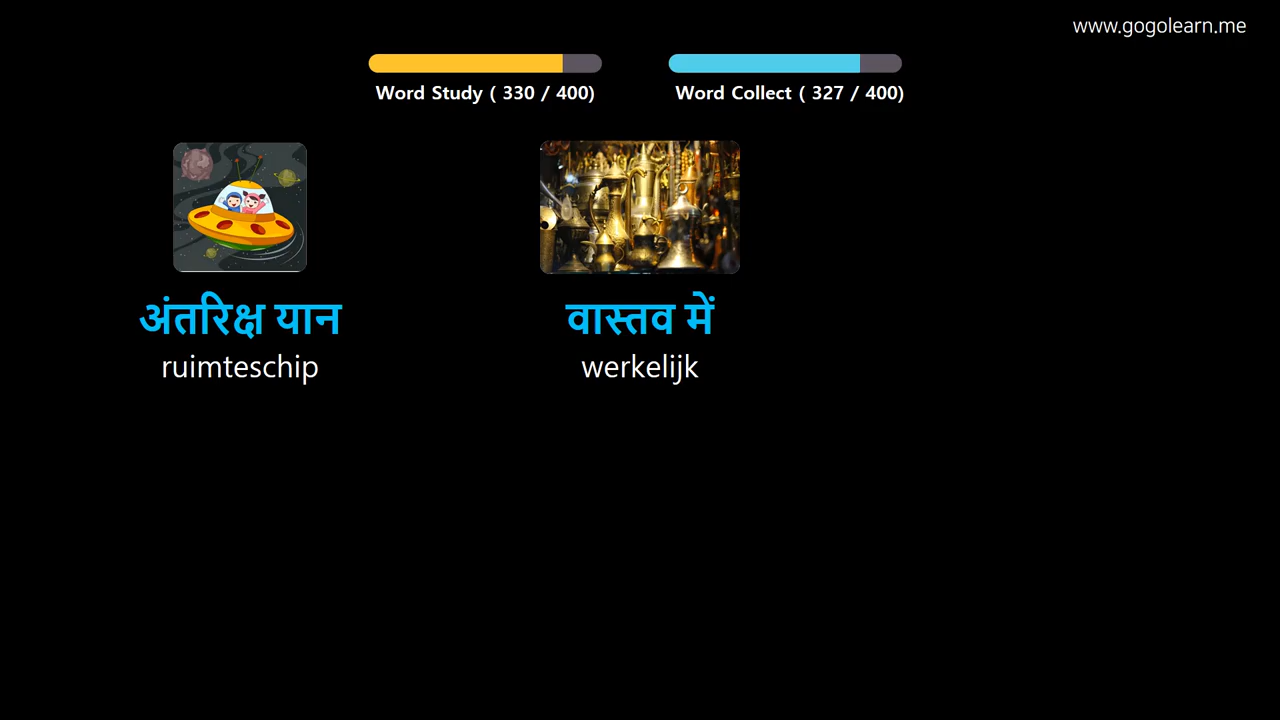 www.gogolearn.me
Word Study ( 330 / 400)
Word Collect ( 327 / 400)
अंतरिक्ष यान
ruimteschip
वास्तव में
werkelijk